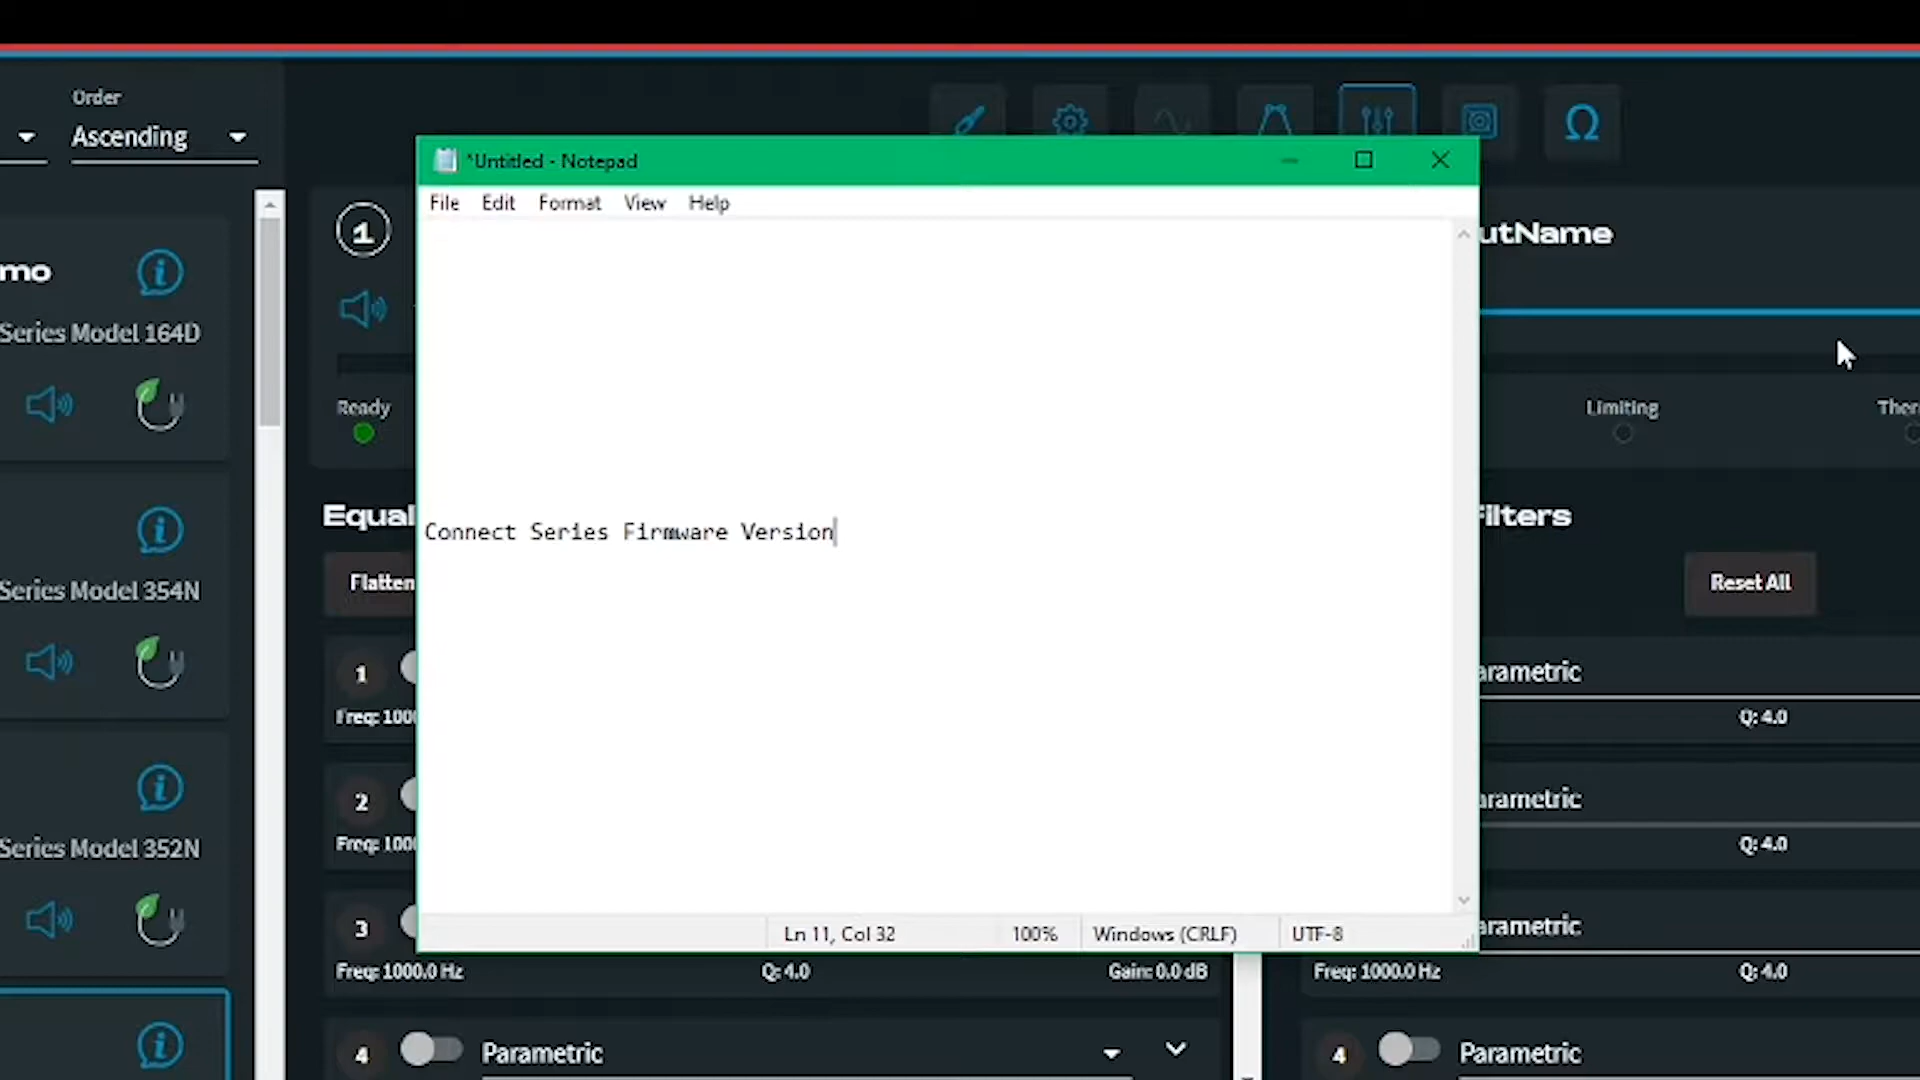 Order
Ascending
*Untitled - Notepad
File Edit Format View Help
1
utName
mo
Series Model 164D
Ready
Limiting
Connect Series Firmware Version
Equal
Filters
Flatten
Reset All
Series Model 354N
1
arametric
Freq: 100
Q: 4.0
2
arametric
Freq: 100
Q: 4.0
Series Model 352N
3
arametric
Ln 11, Col 32 100% Windows (CRLF) UTF-8
Freq: 1000.0 Hz Q: 4.0 Gain: 0.0 dB
Freq: 1000.0 Hz Q: 4.0
4 Parametric
4 Parametric